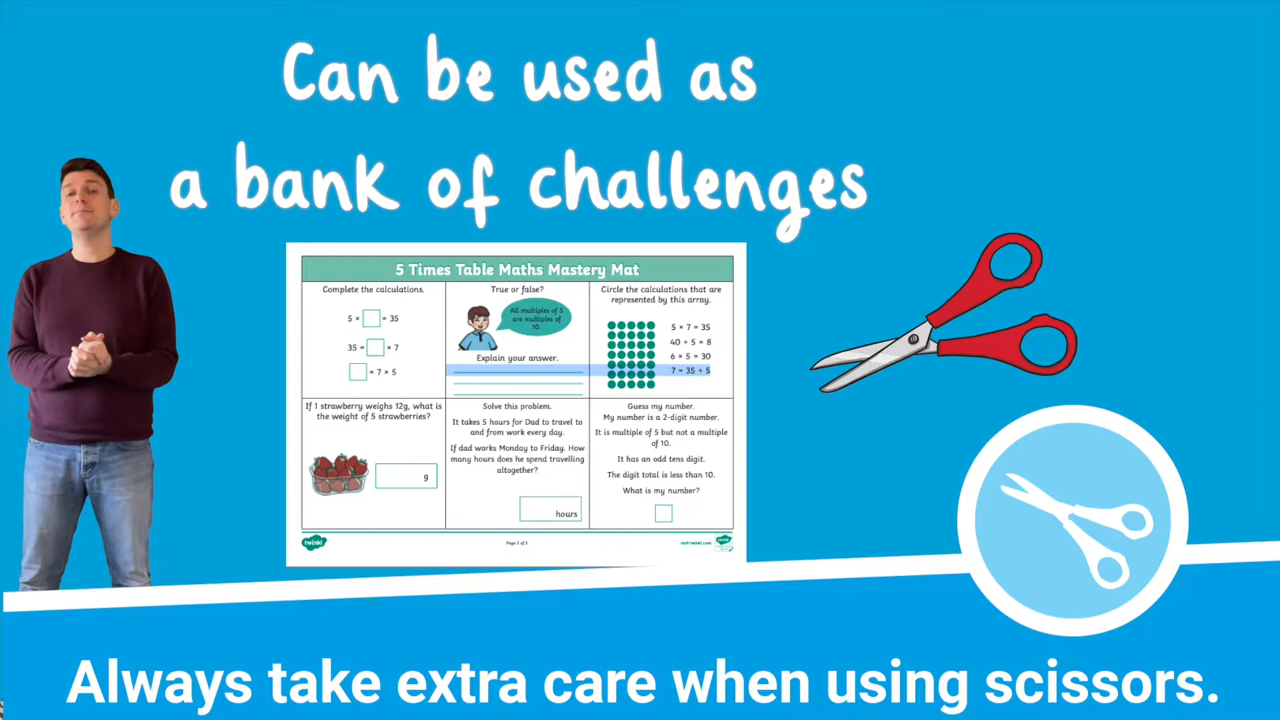 Can be used as
a bank of challenges
5 Times Table Maths Mastery Mat
Complete the calculations.
5 × = 35
35 = × 7
= 7 × 5
True or false?
All multiples of 5
are multiples of
10.
Explain your answer.
Circle the calculations that are
represented by this array.
5 × 7 = 35
40 ÷ 5 = 8
6 × 5 = 30
7 = 35 ÷ 5
If 1 strawberry weighs 12g, what is
the weight of 5 strawberries?
g
Solve this problem.
It takes 5 hours for Dad to travel to
and from work every day.
If dad works Monday to Friday. How
many hours does he spend travelling
altogether?
hours
Guess my number.
My number is a 2-digit number.
It is multiple of 5 but not a multiple
of 10.
It has an odd tens digit.
The digit total is less than 10.
What is my number?
twinkl
visit twinkl.com
twinkl
Always take extra care when using scissors.